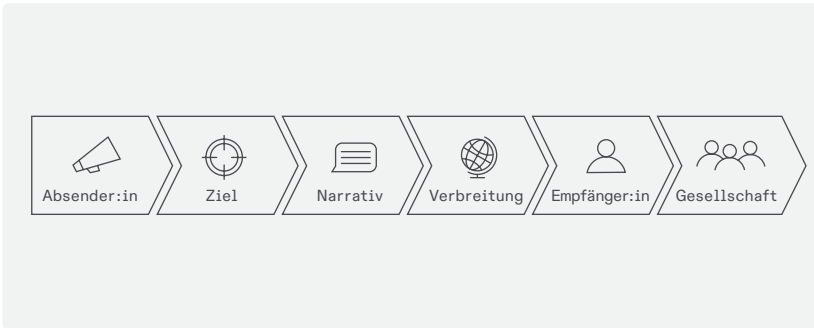 Absender:in
Ziel
Narrativ
Verbreitung
Empfänger:in
Gesellschaft